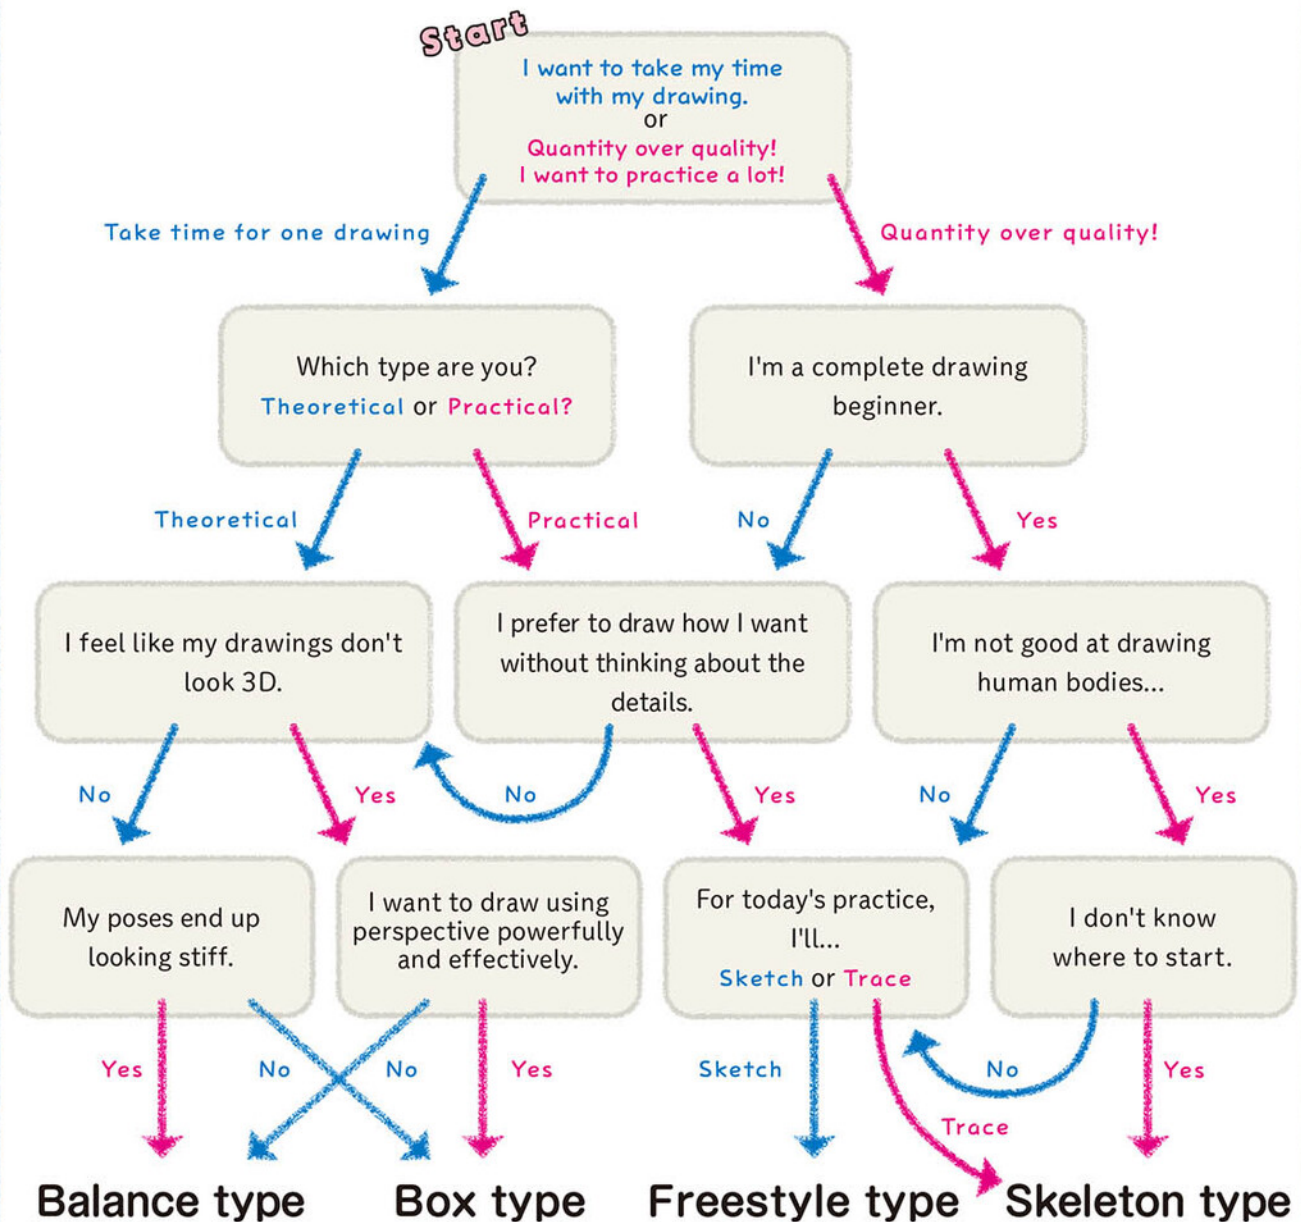 Start
I want to take my time
with my drawing.
or
Quantity over quality!
I want to practice a lot!
Take time for one drawing
Quantity over quality!
Which type are you?
Theoretical or Practical?
I'm a complete drawing
beginner.
Theoretical
Practical
No
Yes
I feel like my drawings don't
look 3D.
I prefer to draw how I want
without thinking about the
details.
I'm not good at drawing
human bodies...
No
Yes
No
Yes
No
Yes
My poses end up
looking stiff.
I want to draw using
perspective powerfully
and effectively.
For today's practice,
I'll...
Sketch or Trace
I don't know
where to start.
Yes
No
No
Yes
Sketch
No
Yes
Trace
Balance type
Box type
Freestyle type
Skeleton type